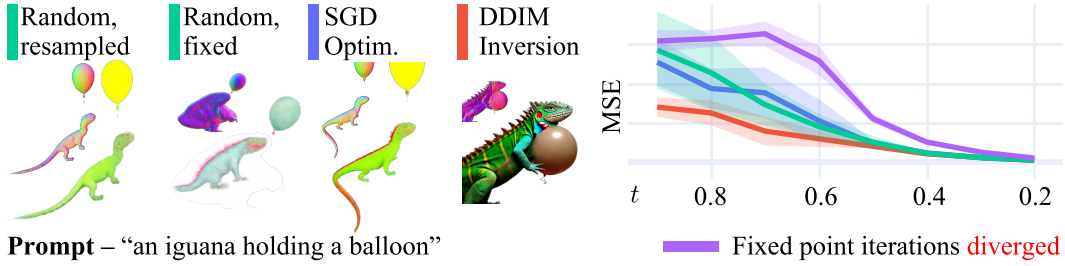 Random,
resampled
Random,
fixed
SGD
Optim.
DDIM
Inversion
MSE
t 0.8 0.6 0.4 0.2
Prompt – “an iguana holding a balloon”
Fixed point iterations diverged